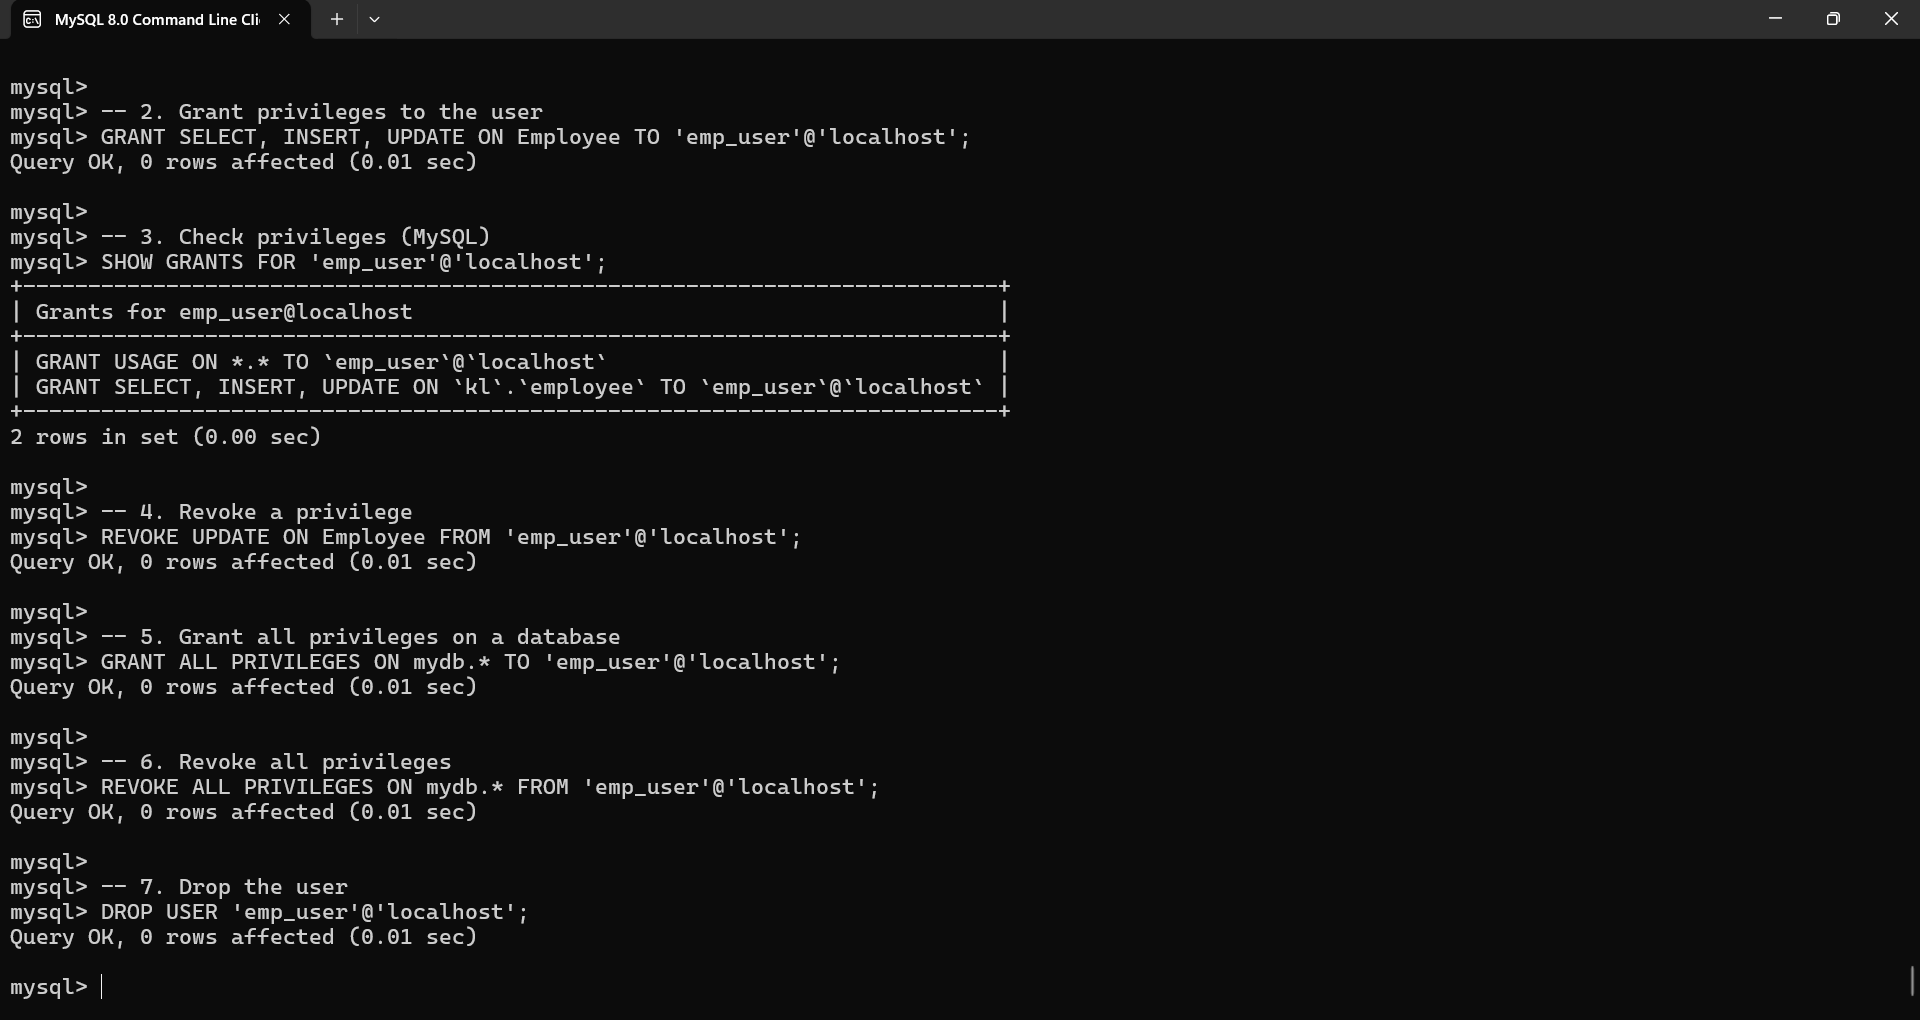 MySQL 8.0 Command Line Cli
mysql>
mysql> -- 2. Grant privileges to the user
mysql> GRANT SELECT, INSERT, UPDATE ON Employee TO 'emp_user'@'localhost';
Query OK, 0 rows affected (0.01 sec)
mysql>
mysql> -- 3. Check privileges (MySQL)
mysql> SHOW GRANTS FOR 'emp_user'@'localhost';
+---------------------------------------------------------------------------+
| Grants for emp_user@localhost                                             |
+---------------------------------------------------------------------------+
| GRANT USAGE ON *.* TO `emp_user`@`localhost`                              |
| GRANT SELECT, INSERT, UPDATE ON `kl`.`employee` TO `emp_user`@`localhost` |
+---------------------------------------------------------------------------+
2 rows in set (0.00 sec)
mysql>
mysql> -- 4. Revoke a privilege
mysql> REVOKE UPDATE ON Employee FROM 'emp_user'@'localhost';
Query OK, 0 rows affected (0.01 sec)
mysql>
mysql> -- 5. Grant all privileges on a database
mysql> GRANT ALL PRIVILEGES ON mydb.* TO 'emp_user'@'localhost';
Query OK, 0 rows affected (0.01 sec)
mysql>
mysql> -- 6. Revoke all privileges
mysql> REVOKE ALL PRIVILEGES ON mydb.* FROM 'emp_user'@'localhost';
Query OK, 0 rows affected (0.01 sec)
mysql>
mysql> -- 7. Drop the user
mysql> DROP USER 'emp_user'@'localhost';
Query OK, 0 rows affected (0.01 sec)
mysql>